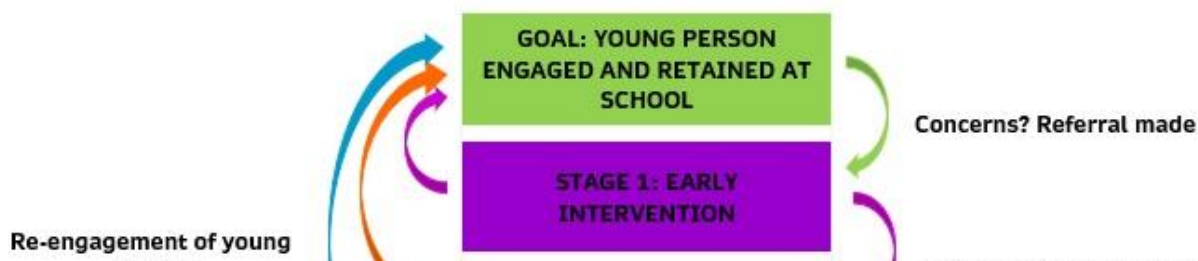 GOAL: YOUNG PERSON
ENGAGED AND RETAINED AT
SCHOOL
Concerns? Referral made
STAGE 1: EARLY
INTERVENTION
Re-engagement of young